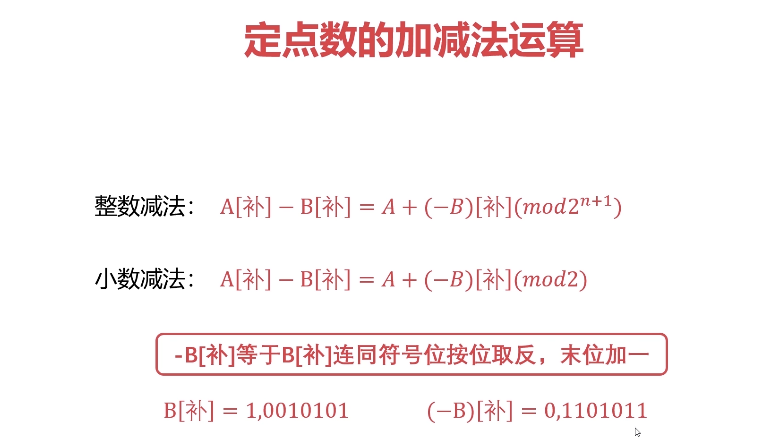 定点数的加减法运算
整数减法： A[补] − B[补] = A + (−B)[补](mod2^{n+1})
小数减法： A[补] − B[补] = A + (−B)[补](mod2)
-B[补]等于B[补]连同符号位按位取反，末位加一
B[补] = 1,0010101 (−B)[补] = 0,1101011